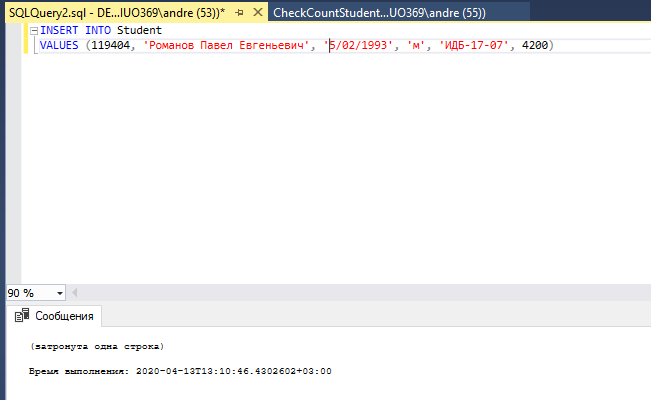 SQLQuery2.sql - DE...IUO369\andre (53))*
CheckCountStudent...UO369\andre (55))
INSERT INTO Student
VALUES (119404, 'Романов Павел Евгеньевич', '5/02/1993', 'м', 'ИДБ-17-07', 4200)
90 %
Сообщения
(затронута одна строка)
Время выполнения: 2020-04-13T13:10:46.4302602+03:00